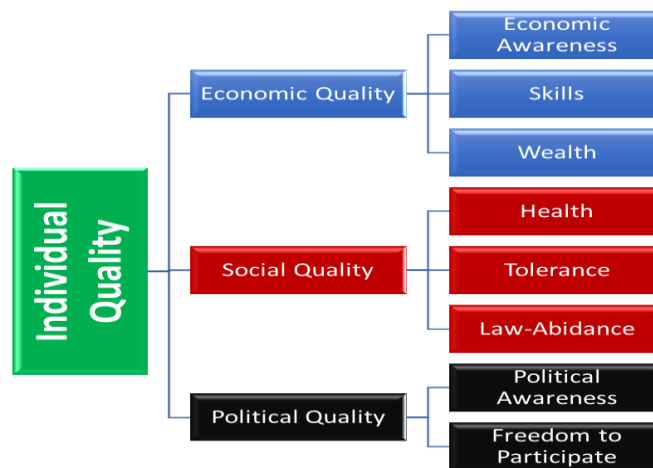 Individual
Quality
Economic Quality
Economic
Awareness
Skills
Wealth
Social Quality
Health
Tolerance
Law-Abidance
Political Quality
Political
Awareness
Freedom to
Participate